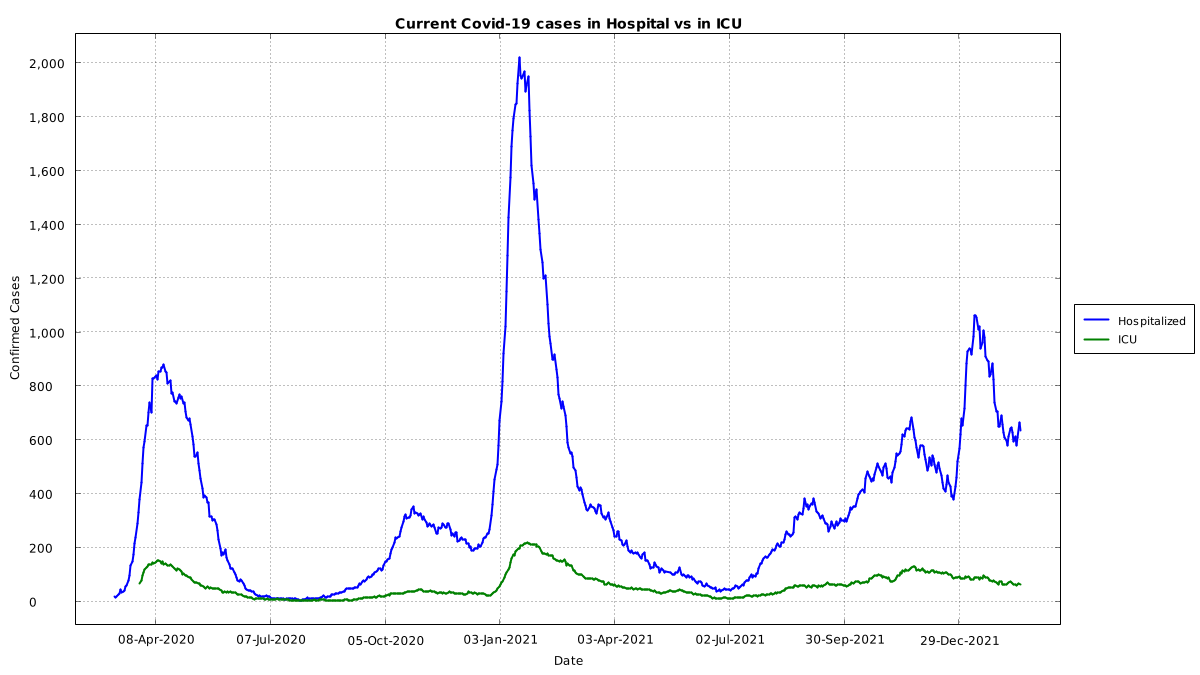 Current Covid-19 cases in Hospital vs in ICU
Confirmed Cases
2,000
1,800
1,600
1,400
1,200
1,000
800
600
400
200
0
08-Apr-2020 07-Jul-2020 05-Oct-2020 03-Jan-2021 03-Apr-2021 02-Jul-2021 30-Sep-2021 29-Dec-2021
Date
Hospitalized
ICU